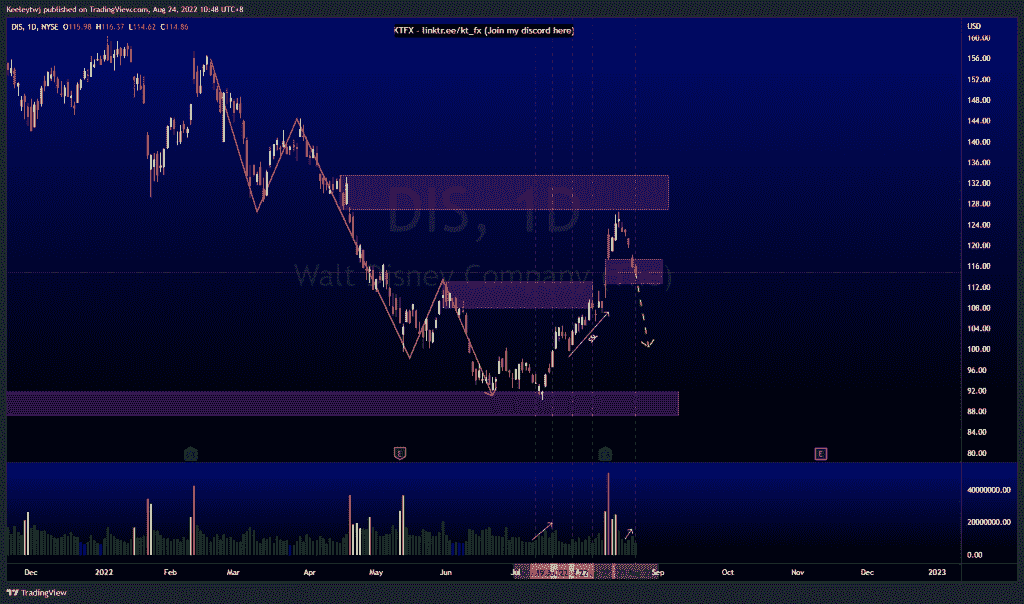 Keeleytwj published on TradingView.com, Aug 24, 2022 10:48 UTC+8
DIS, 1D, NYSE O115.98 H116.37 L114.62 C114.86
KTFX - linktr.ee/kt_fx (Join my discord here)
USD
160.00
156.00
152.00
148.00
144.00
140.00
136.00
132.00
128.00
124.00
120.00
116.00
112.00
108.00
104.00
100.00
96.00
92.00
88.00
84.00
80.00
DIS, 1D
Walt Disney Company
E
E
40000000.00
20000000.00
0.00
Dec 2022 Feb Mar Apr May Jun Jul Sep Oct Nov Dec 2023
TradingView